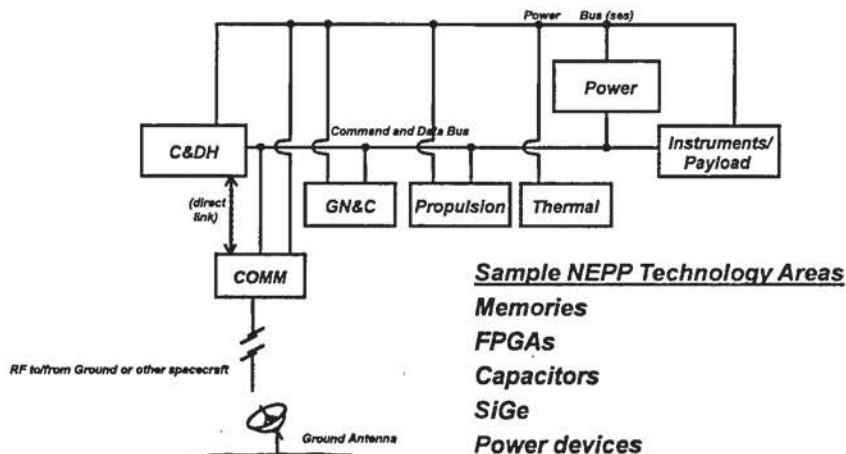 Power Bus (ses)
Power
Command and Data Bus
C&DH
Instruments/
Payload
(direct
link)
GN&C
Propulsion
Thermal
COMM
Sample NEPP Technology Areas
Memories
FPGAs
RF to/from Ground or other spacecraft
Capacitors
SiGe
Ground Antenna
Power devices